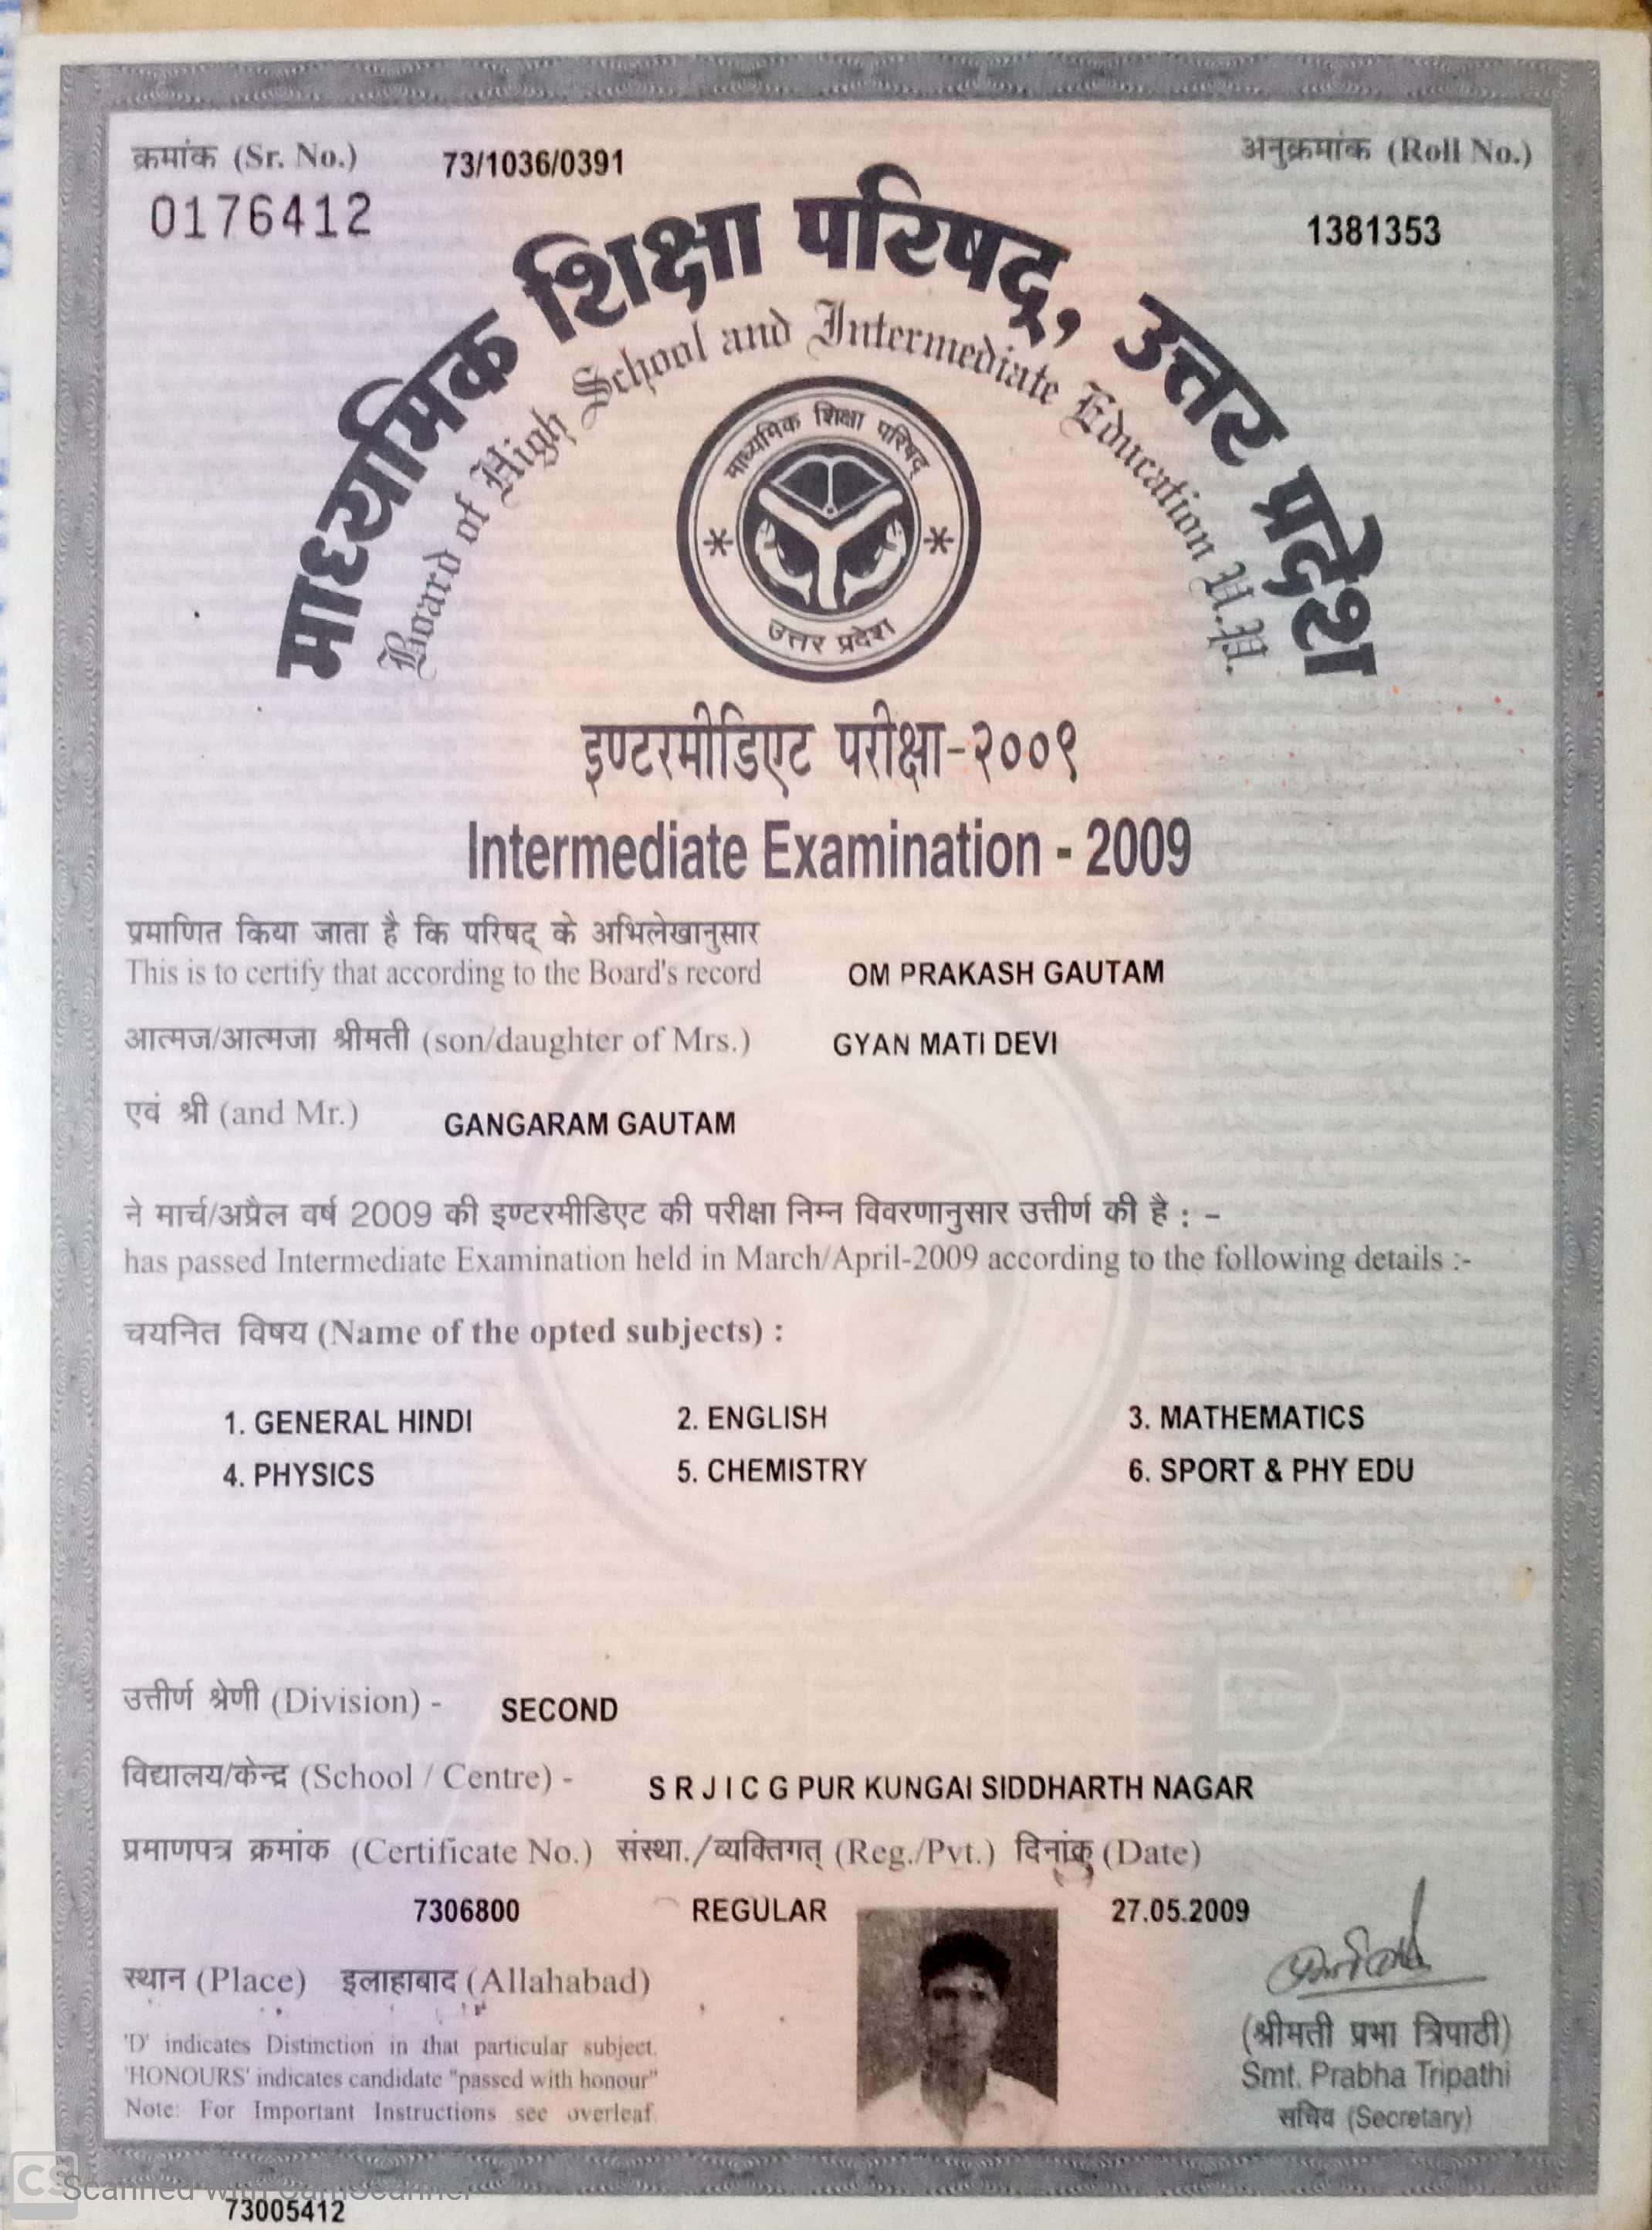 क्रमांक (Sr. No.) 73/1036/0391 अनुक्रमांक (Roll No.)
0176412 1381353
माध्यमिक शिक्षा परिषद्, उत्तर प्रदेश
Board of High School and Intermediate Education U.P.
माध्यमिक शिक्षा परिषद्
उत्तर प्रदेश
इण्टरमीडिएट परीक्षा-२००९
Intermediate Examination - 2009
प्रमाणित किया जाता है कि परिषद् के अभिलेखानुसार
This is to certify that according to the Board's record OM PRAKASH GAUTAM
आत्मज/आत्मजा श्रीमती (son/daughter of Mrs.) GYAN MATI DEVI
एवं श्री (and Mr.) GANGARAM GAUTAM
ने मार्च/अप्रैल वर्ष 2009 की इण्टरमीडिएट की परीक्षा निम्न विवरणानुसार उत्तीर्ण की है : -
has passed Intermediate Examination held in March/April-2009 according to the following details :-
चयनित विषय (Name of the opted subjects) :
1. GENERAL HINDI 2. ENGLISH 3. MATHEMATICS
4. PHYSICS 5. CHEMISTRY 6. SPORT & PHY EDU
उत्तीर्ण श्रेणी (Division) - SECOND
विद्यालय/केन्द्र (School / Centre) - S R J I C G PUR KUNGAI SIDDHARTH NAGAR
प्रमाणपत्र क्रमांक (Certificate No.) संस्था./व्यक्तिगत् (Reg./Pvt.) दिनांक (Date)
7306800 REGULAR 27.05.2009
स्थान (Place) इलाहाबाद (Allahabad)
'D' indicates Distinction in that particular subject.
'HONOURS' indicates candidate "passed with honour"
Note: For Important Instructions see overleaf.
(श्रीमती प्रभा त्रिपाठी)
Smt. Prabha Tripathi
सचिव (Secretary)
CS Scanned with CamScanner
73005412